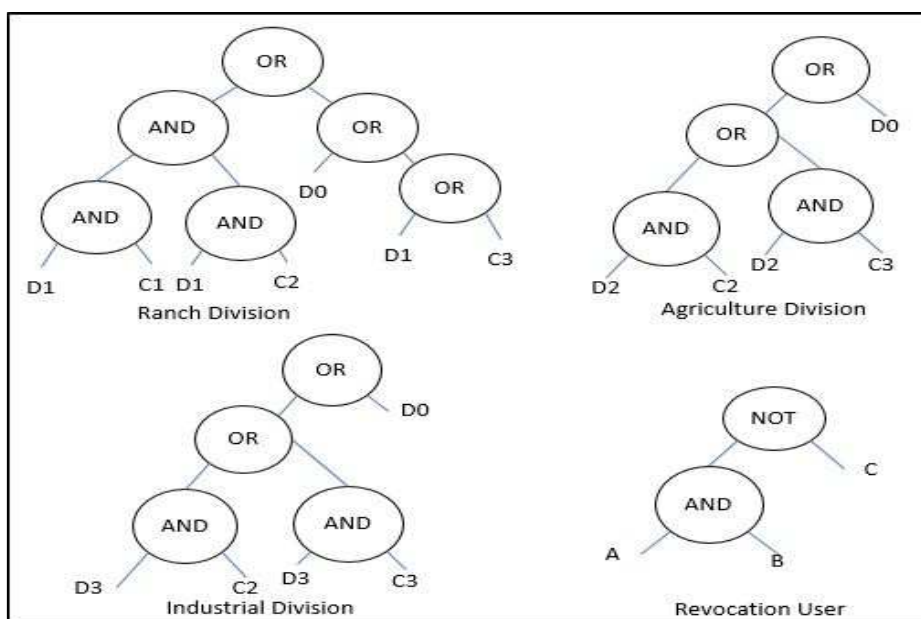 OR
AND
OR
AND
AND
D0
OR
D1
C1
D1
C2
D1
C3
Ranch Division
OR
OR
D0
AND
AND
D2
C2
D2
C3
Agriculture Division
OR
OR
D0
AND
AND
D3
C2
D3
C3
Industrial Division
NOT
AND
C
A
B
Revocation User